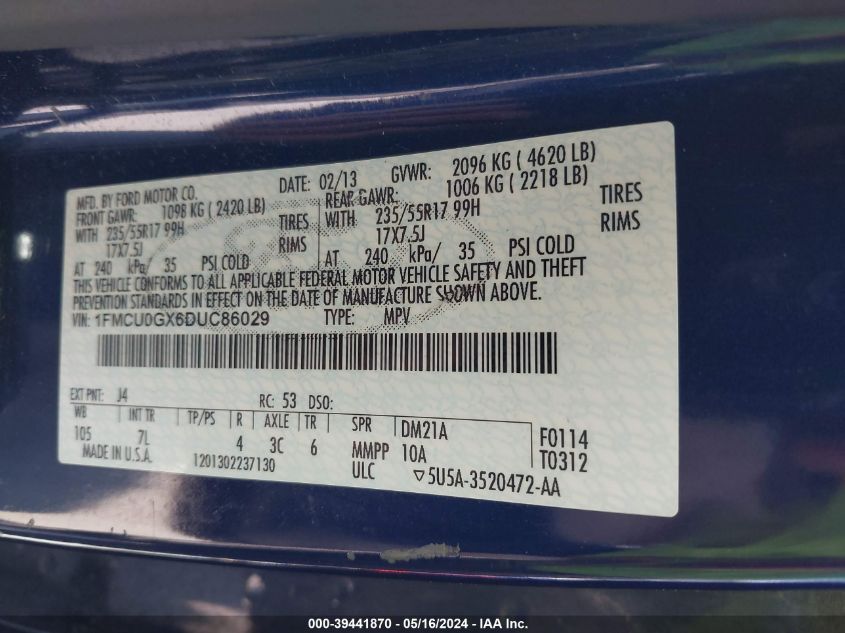 MFD. BY FORD MOTOR CO.
DATE: 02/13 GVWR: 2096 KG ( 4620 LB)
FRONT GAWR: 1098 KG ( 2420 LB) REAR GAWR: 1006 KG ( 2218 LB)
WITH 235/55R17 99H TIRES WITH 235/55R17 99H TIRES
17X7.5J RIMS 17X7.5J RIMS
AT 240 kPa/ 35 PSI COLD AT 240 kPa/ 35 PSI COLD
THIS VEHICLE CONFORMS TO ALL APPLICABLE FEDERAL MOTOR VEHICLE SAFETY AND THEFT
PREVENTION STANDARDS IN EFFECT ON THE DATE OF MANUFACTURE SHOWN ABOVE.
VIN: 1FMCU0GX6DUC86029 TYPE: MPV
EXT PNT: J4 RC: 53 DSO:
WB INT TR TP/PS R AXLE TR SPR DM21A F0114
105 7L 4 3C 6 MMPP 10A T0312
MADE IN U.S.A. 1201302237130 ULC ▽5U5A-3520472-AA
000-39441870 - 05/16/2024 - IAA Inc.